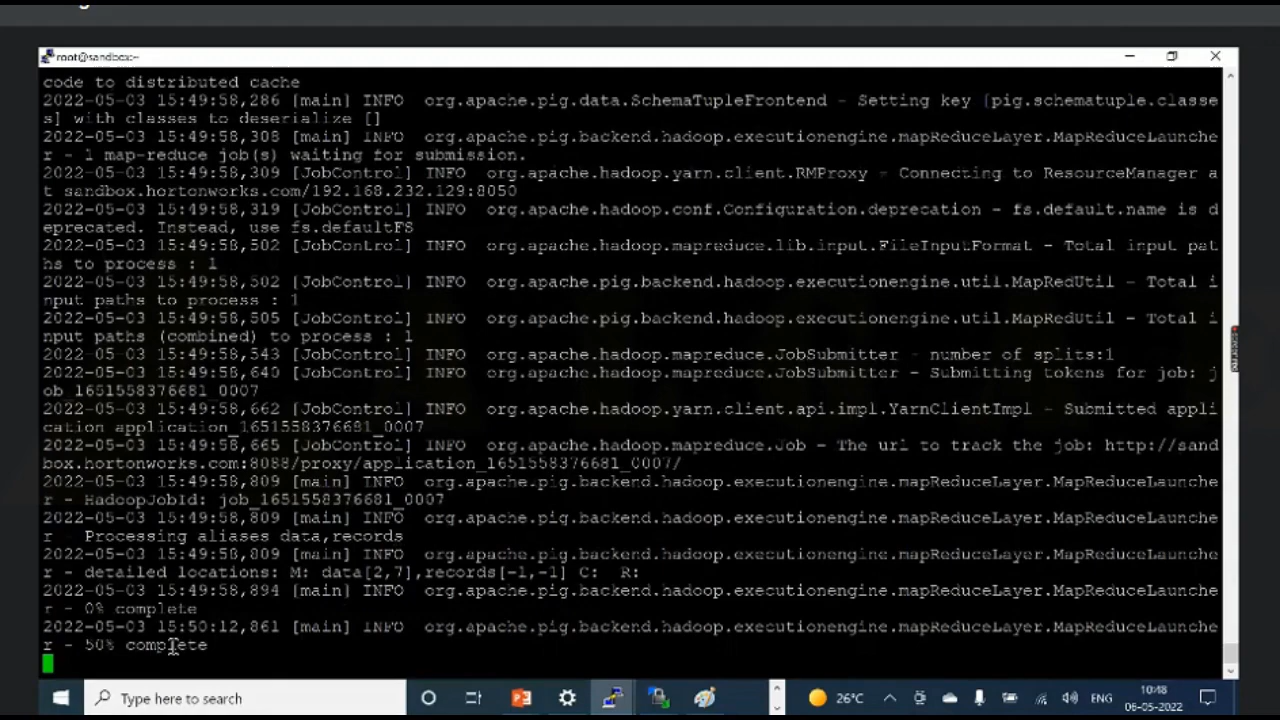 root@sandbox:~
code to distributed cache
2022-05-03 15:49:58,286 [main] INFO  org.apache.pig.data.SchemaTupleFrontend - Setting key [pig.schematuple.classe
s] with classes to deserialize []
2022-05-03 15:49:58,308 [main] INFO  org.apache.pig.backend.hadoop.executionengine.mapReduceLayer.MapReduceLaunche
r - 1 map-reduce job(s) waiting for submission.
2022-05-03 15:49:58,309 [JobControl] INFO  org.apache.hadoop.yarn.client.RMProxy - Connecting to ResourceManager a
t sandbox.hortonworks.com/192.168.232.129:8050
2022-05-03 15:49:58,319 [JobControl] INFO  org.apache.hadoop.conf.Configuration.deprecation - fs.default.name is d
eprecated. Instead, use fs.defaultFS
2022-05-03 15:49:58,502 [JobControl] INFO  org.apache.hadoop.mapreduce.lib.input.FileInputFormat - Total input pat
hs to process : 1
2022-05-03 15:49:58,502 [JobControl] INFO  org.apache.pig.backend.hadoop.executionengine.util.MapRedUtil - Total i
nput paths to process : 1
2022-05-03 15:49:58,505 [JobControl] INFO  org.apache.pig.backend.hadoop.executionengine.util.MapRedUtil - Total i
nput paths (combined) to process : 1
2022-05-03 15:49:58,543 [JobControl] INFO  org.apache.hadoop.mapreduce.JobSubmitter - number of splits:1
2022-05-03 15:49:58,640 [JobControl] INFO  org.apache.hadoop.mapreduce.JobSubmitter - Submitting tokens for job: j
ob_1651558376681_0007
2022-05-03 15:49:58,662 [JobControl] INFO  org.apache.hadoop.yarn.client.api.impl.YarnClientImpl - Submitted appli
cation application_1651558376681_0007
2022-05-03 15:49:58,665 [JobControl] INFO  org.apache.hadoop.mapreduce.Job - The url to track the job: http://sand
box.hortonworks.com:8088/proxy/application_1651558376681_0007/
2022-05-03 15:49:58,809 [main] INFO  org.apache.pig.backend.hadoop.executionengine.mapReduceLayer.MapReduceLaunche
r - HadoopJobId: job_1651558376681_0007
2022-05-03 15:49:58,809 [main] INFO  org.apache.pig.backend.hadoop.executionengine.mapReduceLayer.MapReduceLaunche
r - Processing aliases data,records
2022-05-03 15:49:58,809 [main] INFO  org.apache.pig.backend.hadoop.executionengine.mapReduceLayer.MapReduceLaunche
r - detailed locations: M: data[2,7],records[-1,-1] C:  R:
2022-05-03 15:49:58,894 [main] INFO  org.apache.pig.backend.hadoop.executionengine.mapReduceLayer.MapReduceLaunche
r - 0% complete
2022-05-03 15:50:12,861 [main] INFO  org.apache.pig.backend.hadoop.executionengine.mapReduceLayer.MapReduceLaunche
r - 50% complete
Type here to search
26°C
ENG
10:48
06-05-2022